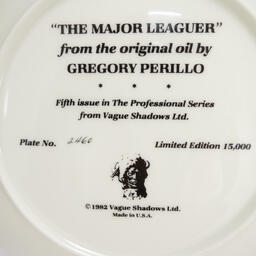 "THE MAJOR LEAGUER"
from the original oil by
GREGORY PERILLO
* * *
Fifth issue in The Professional Series
from Vague Shadows Ltd.
Plate No. 2460 Limited Edition 15,000
©1982 Vague Shadows Ltd.
Made in U.S.A.